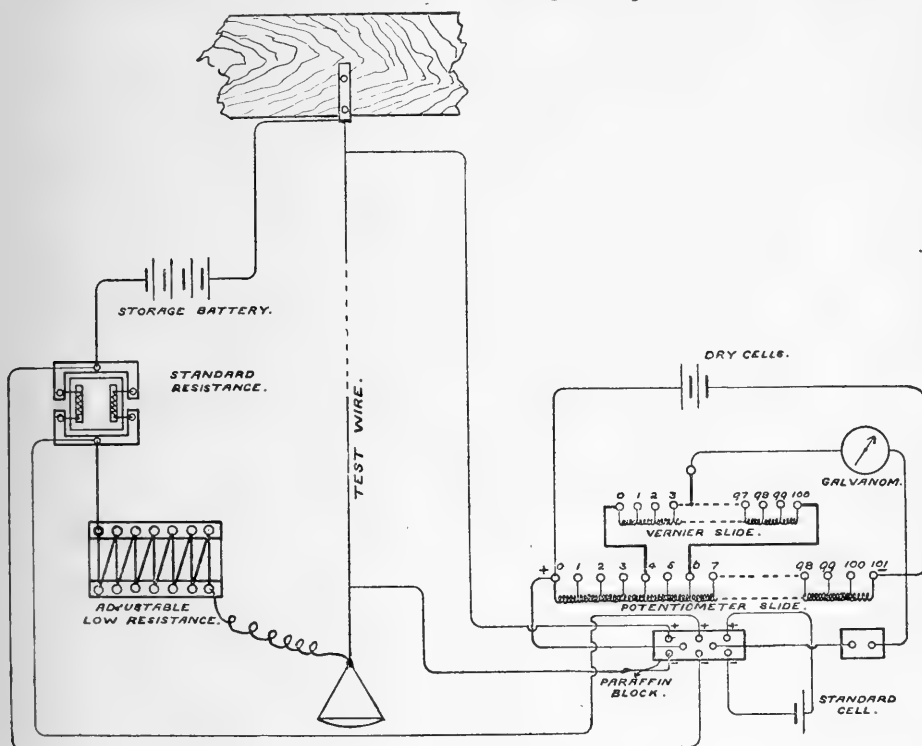 STORAGE BATTERY.
STANDARD
RESISTANCE.
TEST WIRE.
DRY CELLS.
GALVANOM.
0 1 2 3 97 98 99 100
VERNIER SLIDE.
+ 0 1 2 3 4 5 6 7 98 99 100 101 -
POTENTIOMETER SLIDE.
ADJUSTABLE
LOW RESISTANCE.
+ + +
- - -
PARAFFIN
BLOCK.
STANDARD
CELL.